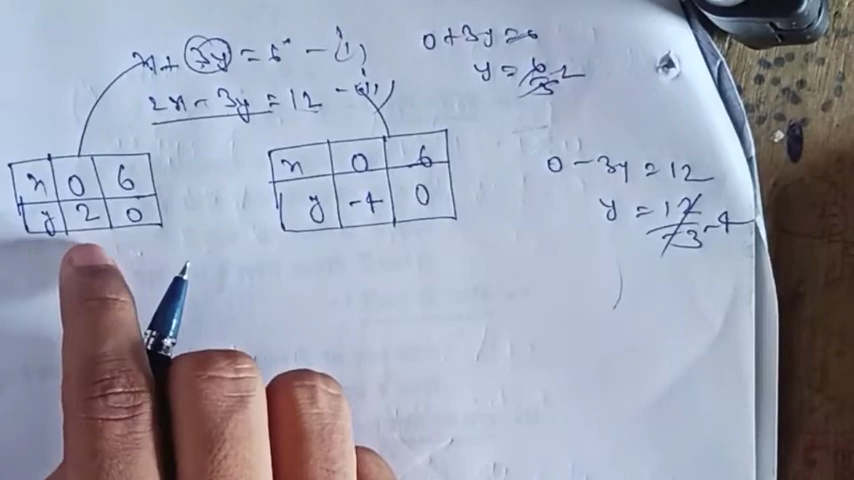 x + 3y = 6 - (i)
2x - 3y = 12 - (ii)
0 + 3y = 6
y = 6/3 2
x 0 6
y 2 0
x 0 6
y -4 0
0 - 3y = 12
y = 12/-3 -4